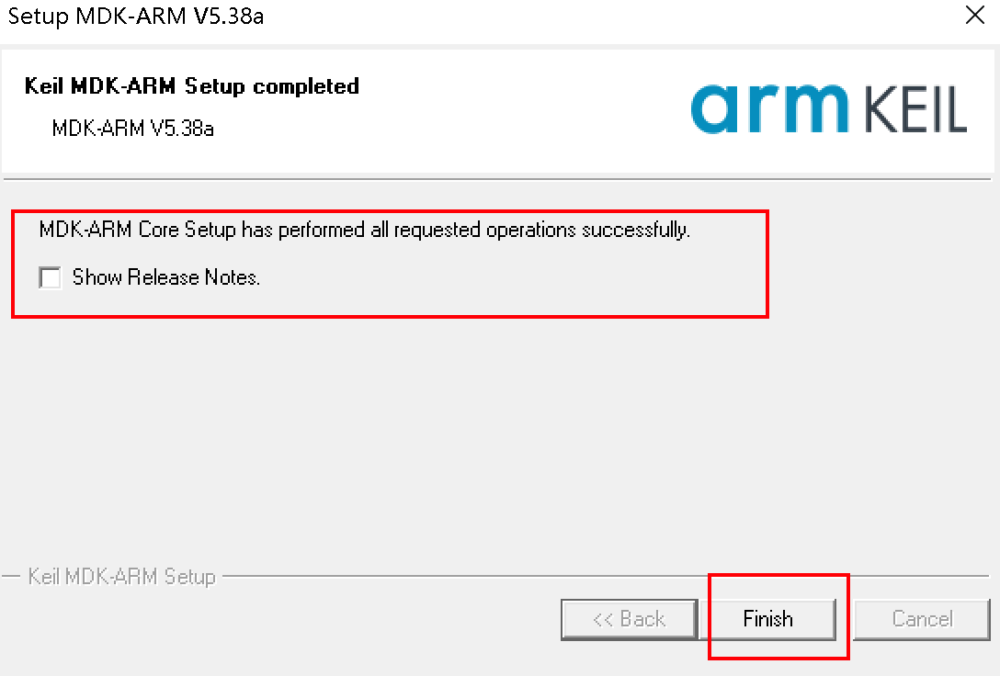 Setup MDK-ARM V5.38a
Keil MDK-ARM Setup completed
MDK-ARM V5.38a
arm KEIL
MDK-ARM Core Setup has performed all requested operations successfully.
Show Release Notes.
Keil MDK-ARM Setup
<< Back
Finish
Cancel